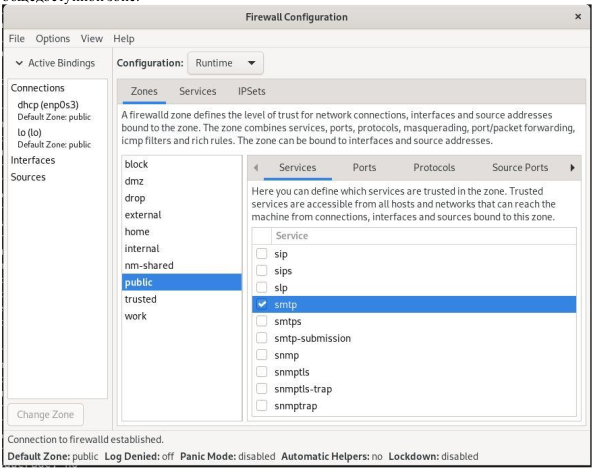 общедоступной зоне.
Firewall Configuration ×
File Options View Help
Active Bindings
Configuration: Runtime
Connections
dhcp (enp0s3)
Default Zone: public
lo (lo)
Default Zone: public
Interfaces
Sources
Change Zone
Zones Services IPSets
A firewalld zone defines the level of trust for network connections, interfaces and source addresses
bound to the zone. The zone combines services, ports, protocols, masquerading, port/packet forwarding,
icmp filters and rich rules. The zone can be bound to interfaces and source addresses.
block
dmz
drop
external
home
internal
nm-shared
public
trusted
work
Services Ports Protocols Source Ports
Here you can define which services are trusted in the zone. Trusted
services are accessible from all hosts and networks that can reach the
machine from connections, interfaces and sources bound to this zone.
Service
sip
sips
slp
smtp
smtps
smtp-submission
snmp
snmptls
snmptls-trap
snmptrap
Connection to firewalld established.
Default Zone: public Log Denied: off Panic Mode: disabled Automatic Helpers: no Lockdown: disabled